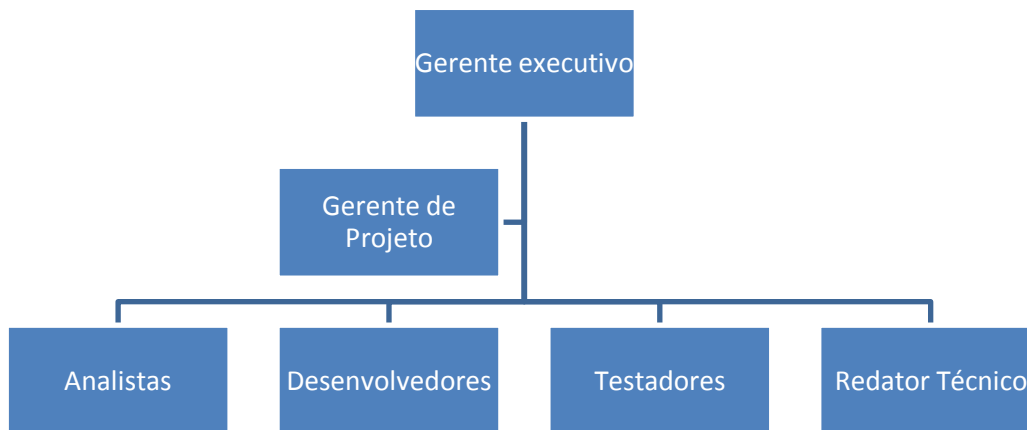 Gerente executivo
Gerente de
Projeto
Analistas
Desenvolvedores
Testadores
Redator Técnico